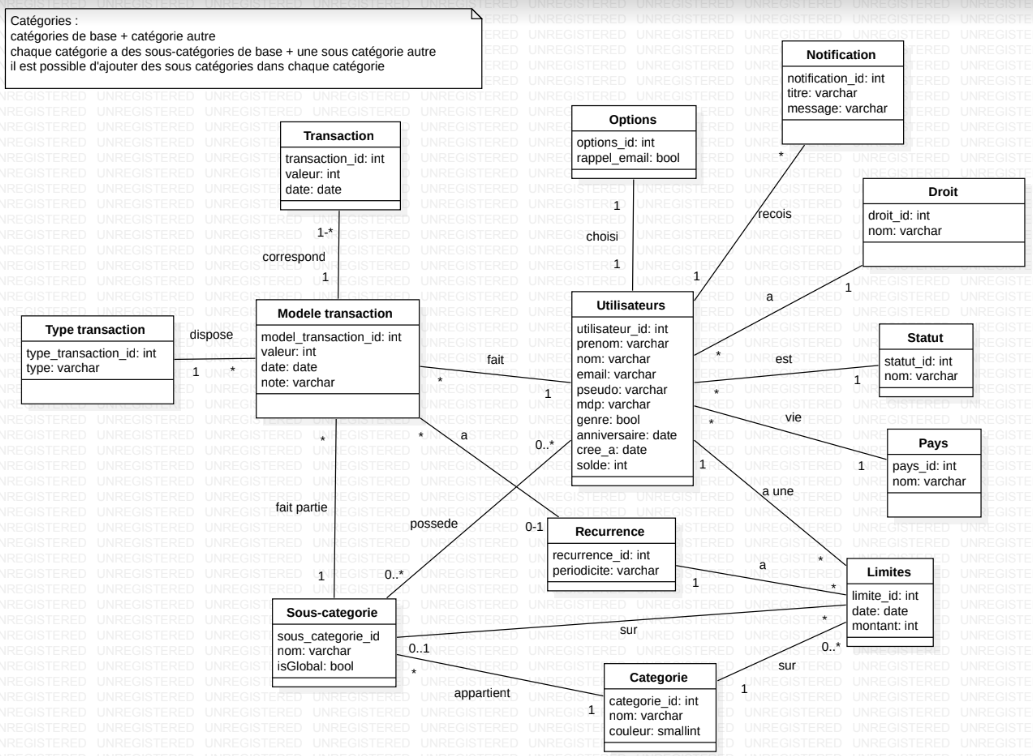 Catégories :
catégories de base + catégorie autre
chaque catégorie a des sous-catégories de base + une sous catégorie autre
il est possible d'ajouter des sous catégories dans chaque catégorie
Notification
notification_id: int
titre: varchar
message: varchar
Transaction
transaction_id: int
valeur: int
date: date
Options
options_id: int
rappel_email: bool
*
Droit
droit_id: int
nom: varchar
1
choisi
1
recois
1-*
correspond
1
1
a
1
Modele transaction
model_transaction_id: int
valeur: int
date: date
note: varchar
Type transaction
type_transaction_id: int
type: varchar
dispose
1
*
Utilisateurs
utilisateur_id: int
prenom: varchar
nom: varchar
email: varchar
pseudo: varchar
mdp: varchar
genre: bool
anniversaire: date
cree_a: date
solde: int
fait
*
1
*
est
1
*
Statut
statut_id: int
nom: varchar
vie
*
1
Pays
pays_id: int
nom: varchar
*
*
a
0..*
1
a une
*
fait partie
possede
0-1
Recurrence
recurrence_id: int
periodicite: varchar
a
1
*
Limites
limite_id: int
date: date
montant: int
1
0..*
Sous-categorie
sous_categorie_id
nom: varchar
isGlobal: bool
sur
*
0..1
*
appartient
1
0..*
sur
1
Categorie
categorie_id: int
nom: varchar
couleur: smallint
UNREGISTERED